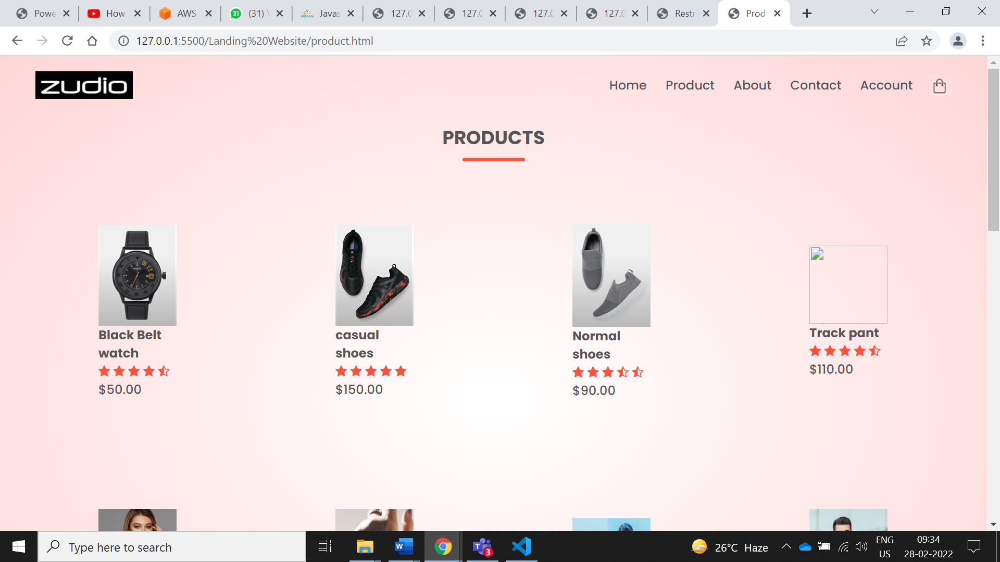 Powe
How
AWS
(31)
Javas
127.0
127.0
127.0
127.0
Restr
Prod
127.0.0.1:5500/Landing%20Website/product.html
zudio
Home Product About Contact Account
PRODUCTS
Black Belt
watch
$50.00
casual
shoes
$150.00
Normal
shoes
$90.00
Track pant
$110.00
Type here to search
26°C Haze
ENG
US
09:34
28-02-2022